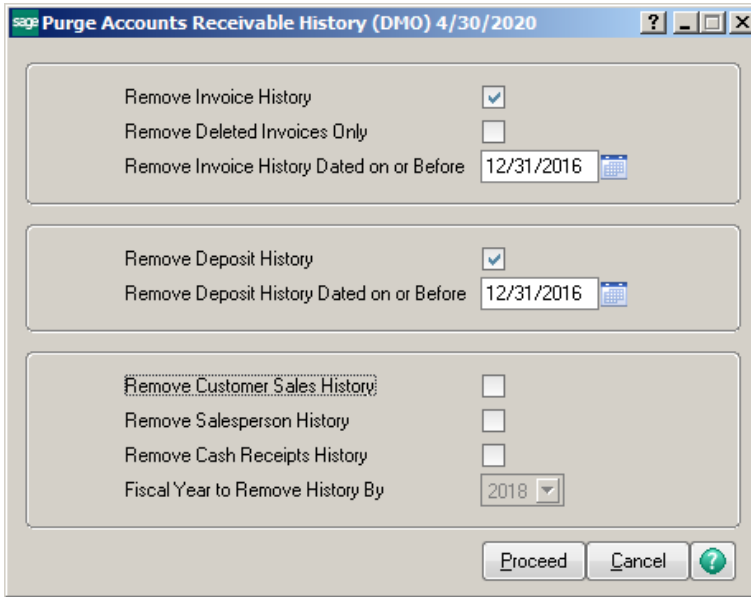 sage Purge Accounts Receivable History (DMO) 4/30/2020 ?
Remove Invoice History
Remove Deleted Invoices Only
Remove Invoice History Dated on or Before 12/31/2016
Remove Deposit History
Remove Deposit History Dated on or Before 12/31/2016
Remove Customer Sales History
Remove Salesperson History
Remove Cash Receipts History
Fiscal Year to Remove History By 2018
Proceed Cancel ?